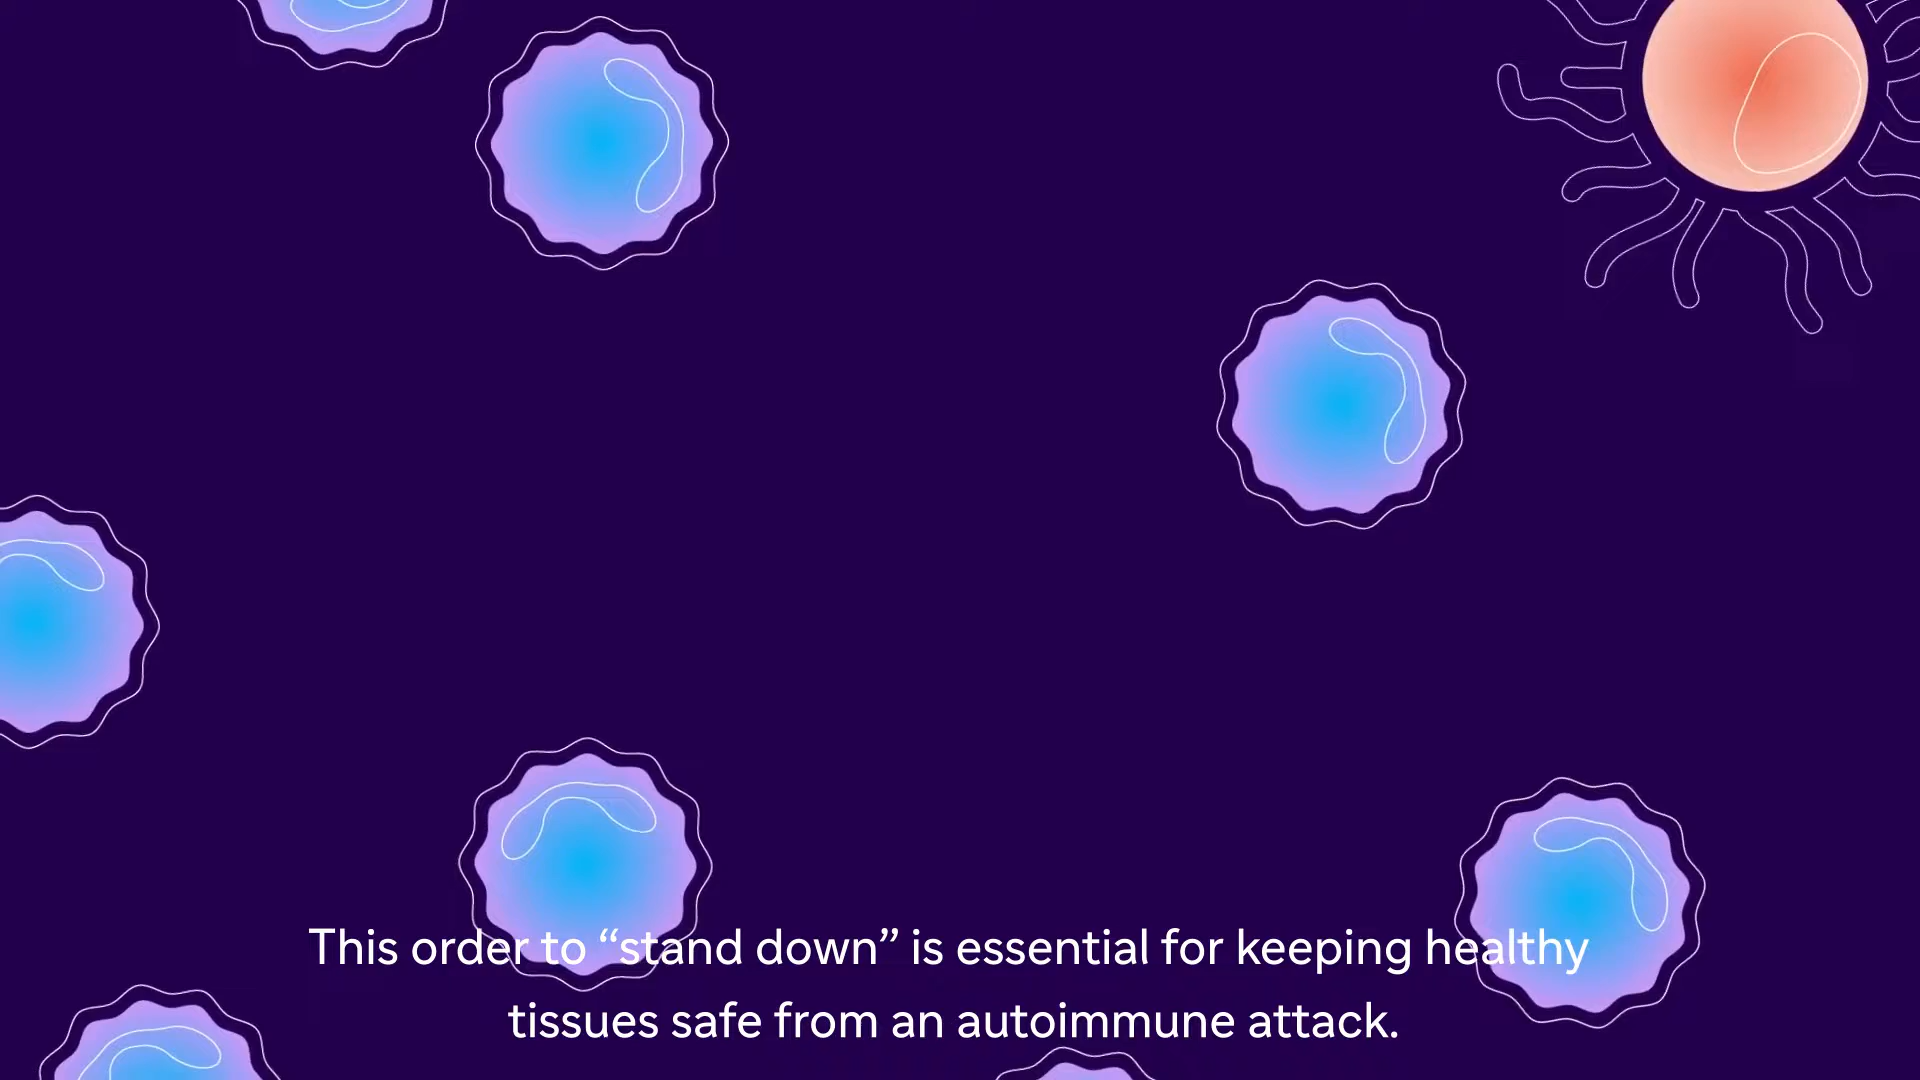 This order to “stand down” is essential for keeping healthy
tissues safe from an autoimmune attack.